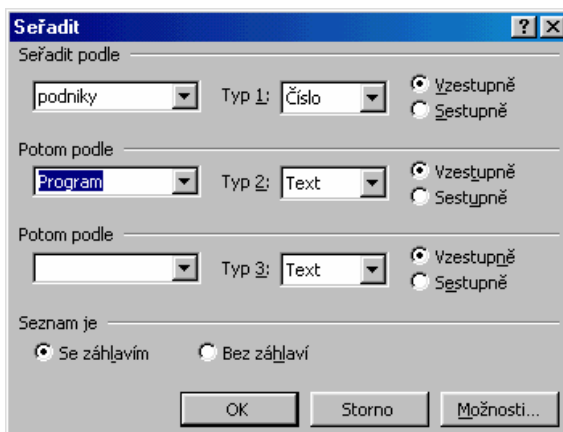 Seřadit
Seřadit podle
podniky Typ 1: Číslo Vzestupně
Sestupně
Potom podle
Program Typ 2: Text Vzestupně
Sestupně
Potom podle
Typ 3: Text Vzestupně
Sestupně
Seznam je
Se záhlavím Bez záhlaví
OK Storno Možnosti...